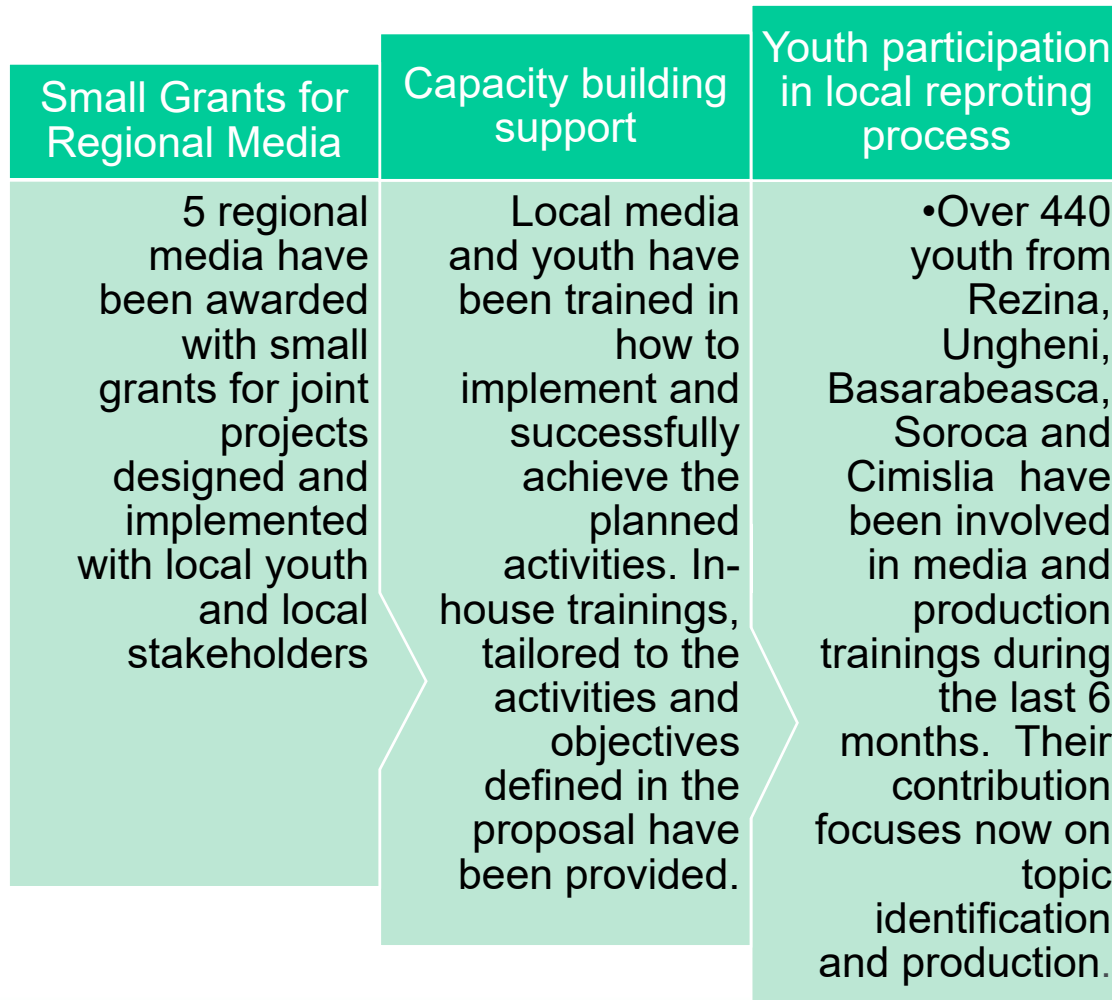 Small Grants for
Regional Media
5 regional
media have
been awarded
with small
grants for joint
projects
designed and
implemented
with local youth
and local
stakeholders
Capacity building
support
Local media
and youth have
been trained in
how to
implement and
successfully
achieve the
planned
activities. In-
house trainings,
tailored to the
activities and
objectives
defined in the
proposal have
been provided.
Youth participation
in local reproting
process
•Over 440
youth from
Rezina,
Ungheni,
Basarabeasca,
Soroca and
Cimislia  have
been involved
in media and
production
trainings during
the last 6
months.  Their
contribution
focuses now on
topic
identification
and production.